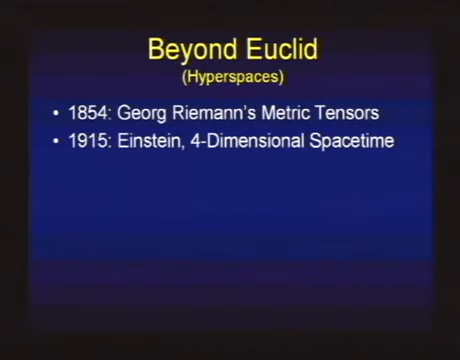 Beyond Euclid
(Hyperspaces)
• 1854: Georg Riemann's Metric Tensors
• 1915: Einstein, 4-Dimensional Spacetime